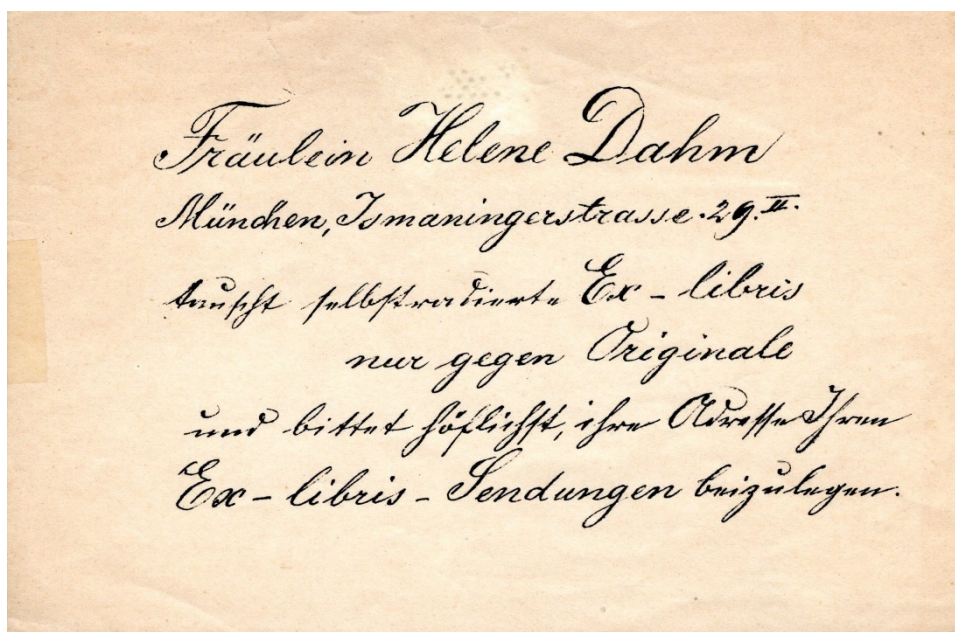 Fräulein Helene Dahm
München, Ismaningerstrasse. 29. II.
tauscht selbstradierte Ex-libris
nur gegen Originale
und bittet höflichst, ihre Adresse Ihren
Ex-libris-Sendungen beizulegen.